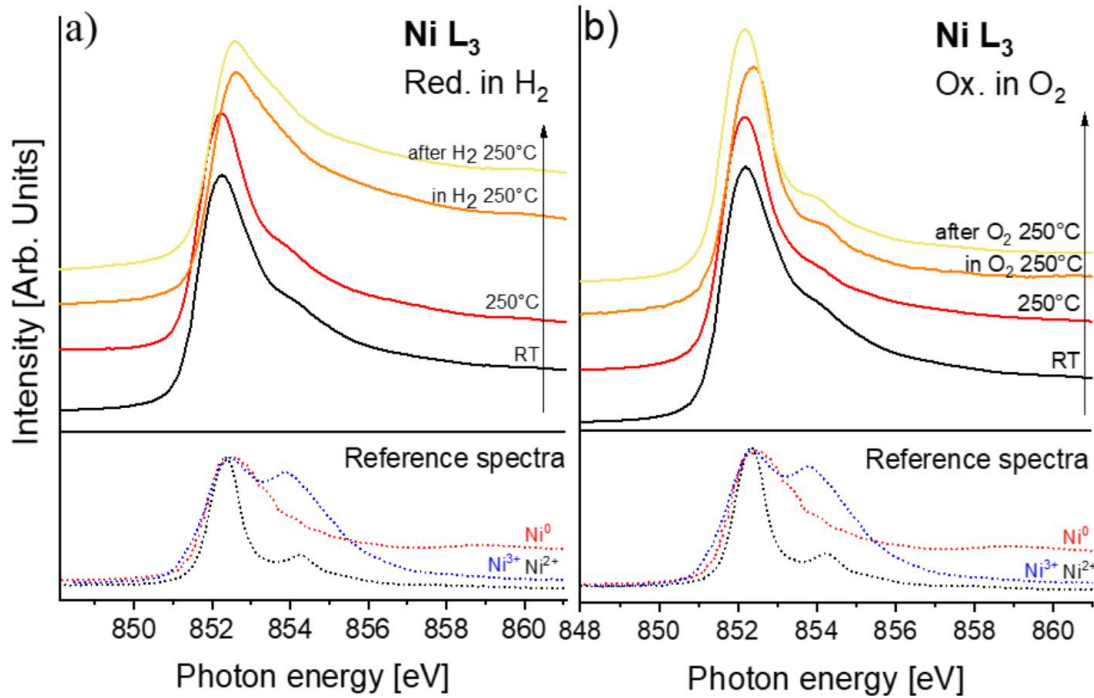 a)
Ni L₃
Red. in H₂
after H2 250°C
in H2 250°C
250°C
RT
Intensity [Arb. Units]
Reference spectra
Ni⁰
Ni³⁺ Ni²⁺
850 852 854 856 858 860
Photon energy [eV]
b)
Ni L₃
Ox. in O₂
after O₂ 250°C
in O₂ 250°C
250°C
RT
Reference spectra
Ni⁰
Ni³⁺ Ni²⁺
848 850 852 854 856 858 860
Photon energy [eV]